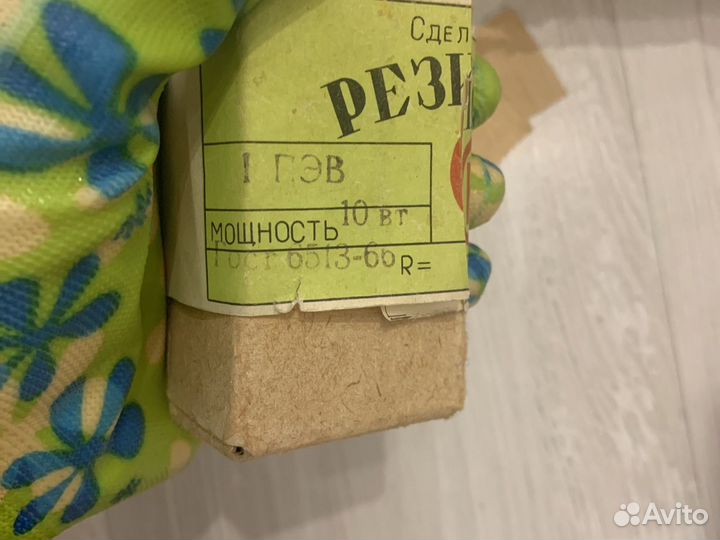 СДЕЛ
РЕЗИ
I ПЭВ
МОЩНОСТЬ 10 ВТ
ГОСТ 6513-66 R=
Avito